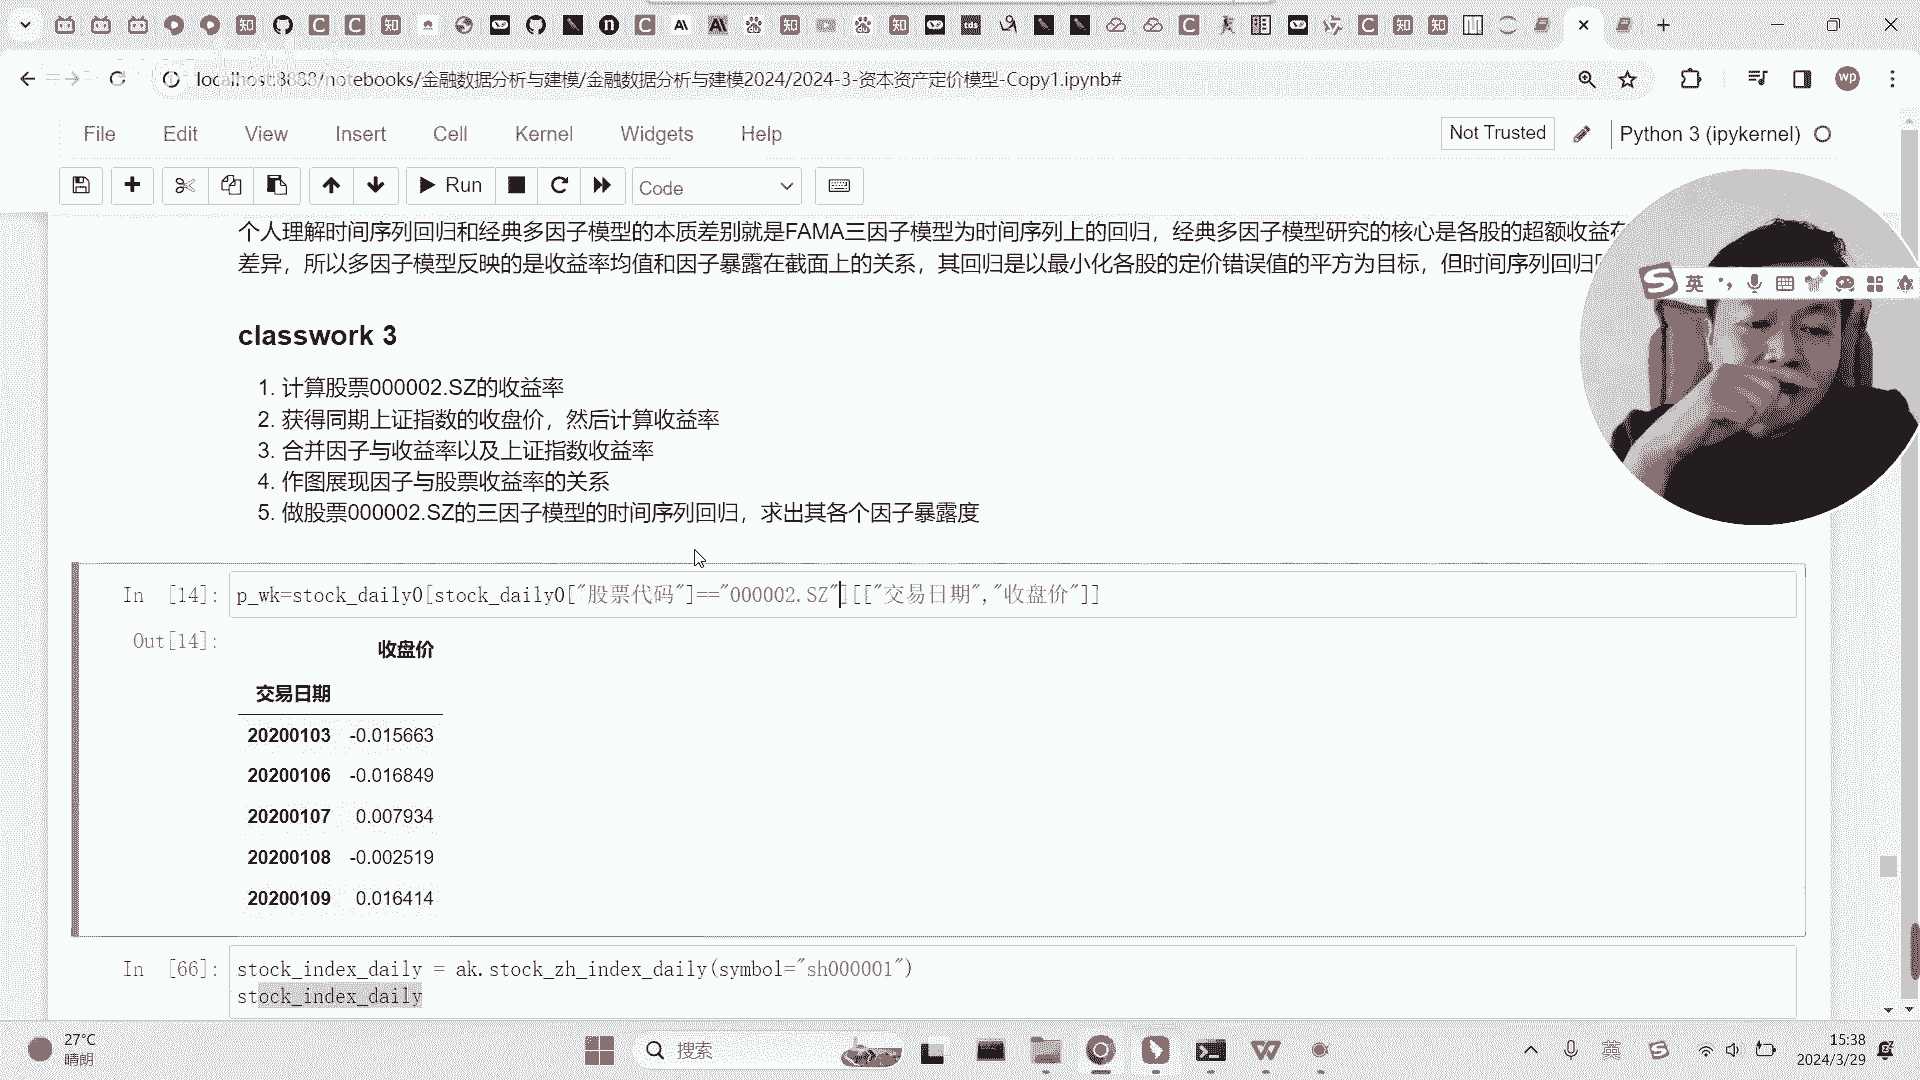 localhost:8888/notebooks/金融数据分析与建模/金融数据分析与建模2024/2024-3-资本资产定价模型-Copy1.ipynb#
wp
File Edit View Insert Cell Kernel Widgets Help
Not Trusted
Python 3 (ipykernel)
Run
Code
个人理解时间序列回归和经典多因子模型的本质差别就是FAMA三因子模型为时间序列上的回归，经典多因子模型研究的核心是各股的超额收益在
差异，所以多因子模型反映的是收益率均值和因子暴露在截面上的关系，其回归是以最小化各股的定价错误值的平方为目标，但时间序列回归
英
classwork 3
1. 计算股票000002.SZ的收益率
2. 获得同期上证指数的收盘价，然后计算收益率
3. 合并因子与收益率以及上证指数收益率
4. 作图展现因子与股票收益率的关系
5. 做股票000002.SZ的三因子模型的时间序列回归，求出其各个因子暴露度
In [14]: p_wk=stock_daily0[stock_daily0["股票代码"]=="000002.SZ"][["交易日期","收盘价"]]
Out[14]:
收盘价
交易日期
20200103 -0.015663
20200106 -0.016849
20200107 0.007934
20200108 -0.002519
20200109 0.016414
In [66]: stock_index_daily = ak.stock_zh_index_daily(symbol="sh000001")
stock_index_daily
27°C
晴朗
搜索
英
15:38
2024/3/29